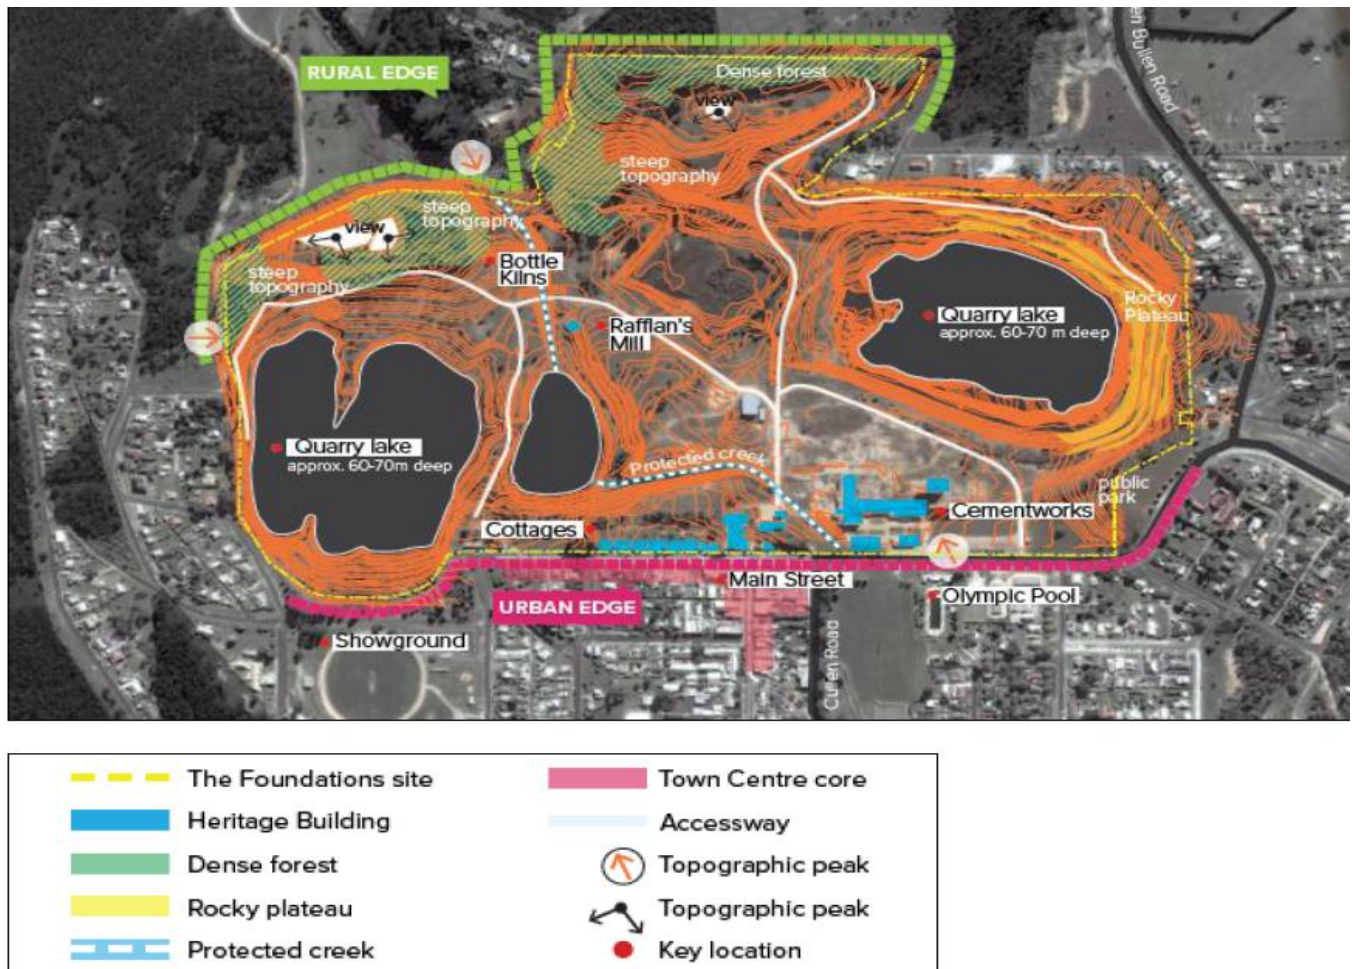 en Bullen Road
RURAL EDGE
Dense forest
view
steep
topography
steep
topography
view
steep
topography
Bottle
Kilns
Rafflan's
Mill
Quarry lake
approx. 60-70 m deep
Rocky
Plateau
Quarry lake
approx. 60-70m deep
Protected creek
public
park
Cottages
Cementworks
Main Street
Olympic Pool
URBAN EDGE
Showground
Cullen Road
The Foundations site
Heritage Building
Dense forest
Rocky plateau
Protected creek
Town Centre core
Accessway
Topographic peak
Topographic peak
Key location